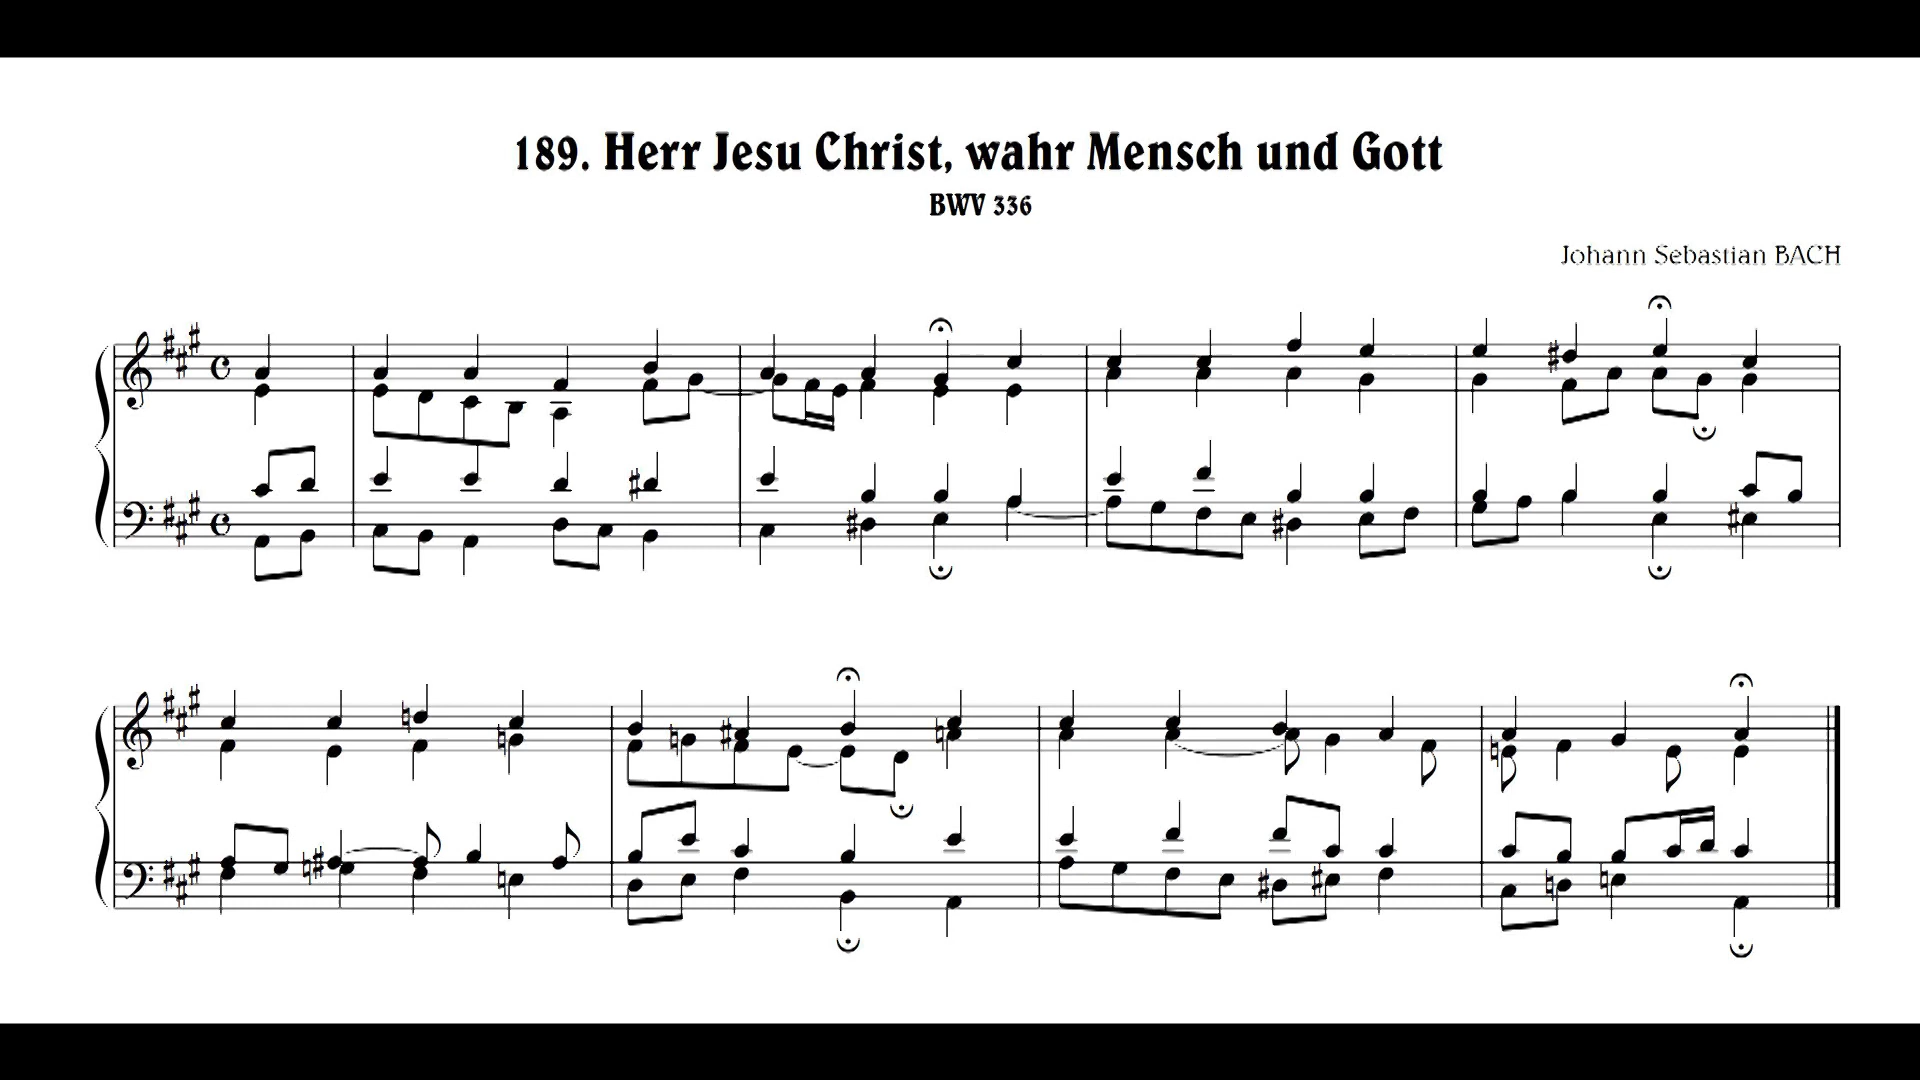 189. Herr Jesu Christ, wahr Mensch und Gott
BWV 336
Johann Sebastian BACH